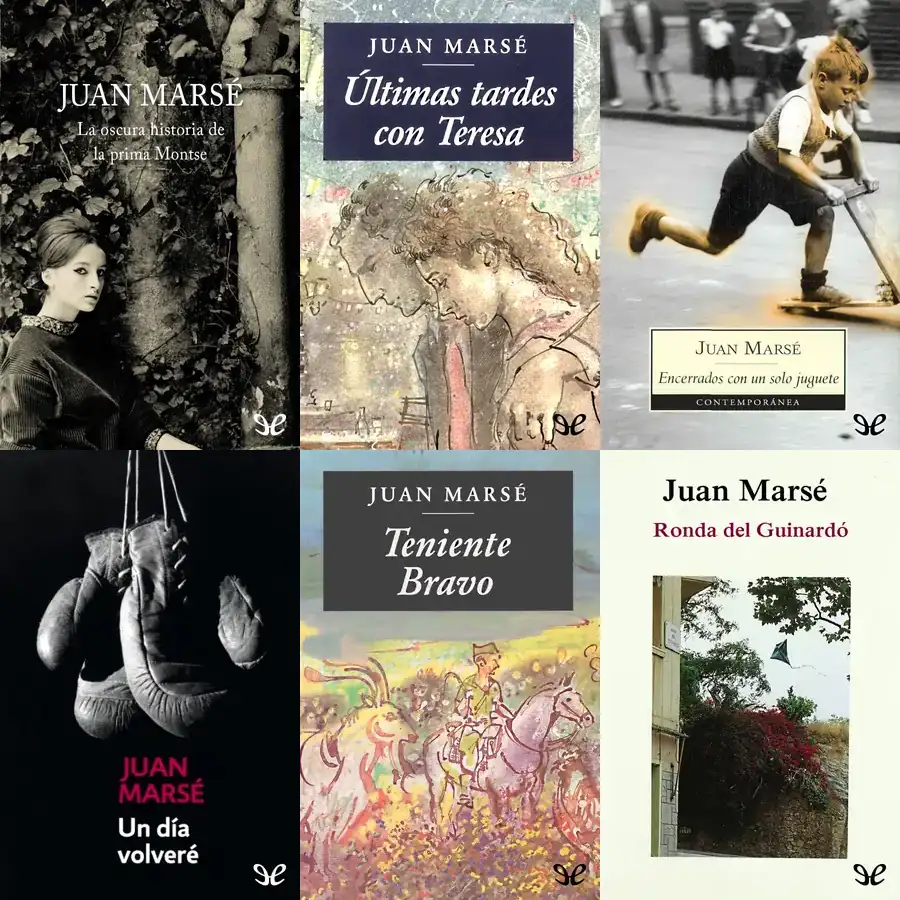 JUAN MARSÉ
La oscura historia de
la prima Montse
JUAN MARSÉ
Últimas tardes
con Teresa
JUAN MARSÉ
Encerrados con un solo juguete
CONTEMPORÁNEA
JUAN
MARSÉ
Un día
volveré
JUAN MARSÉ
Teniente
Bravo
Juan Marsé
Ronda del Guinardó